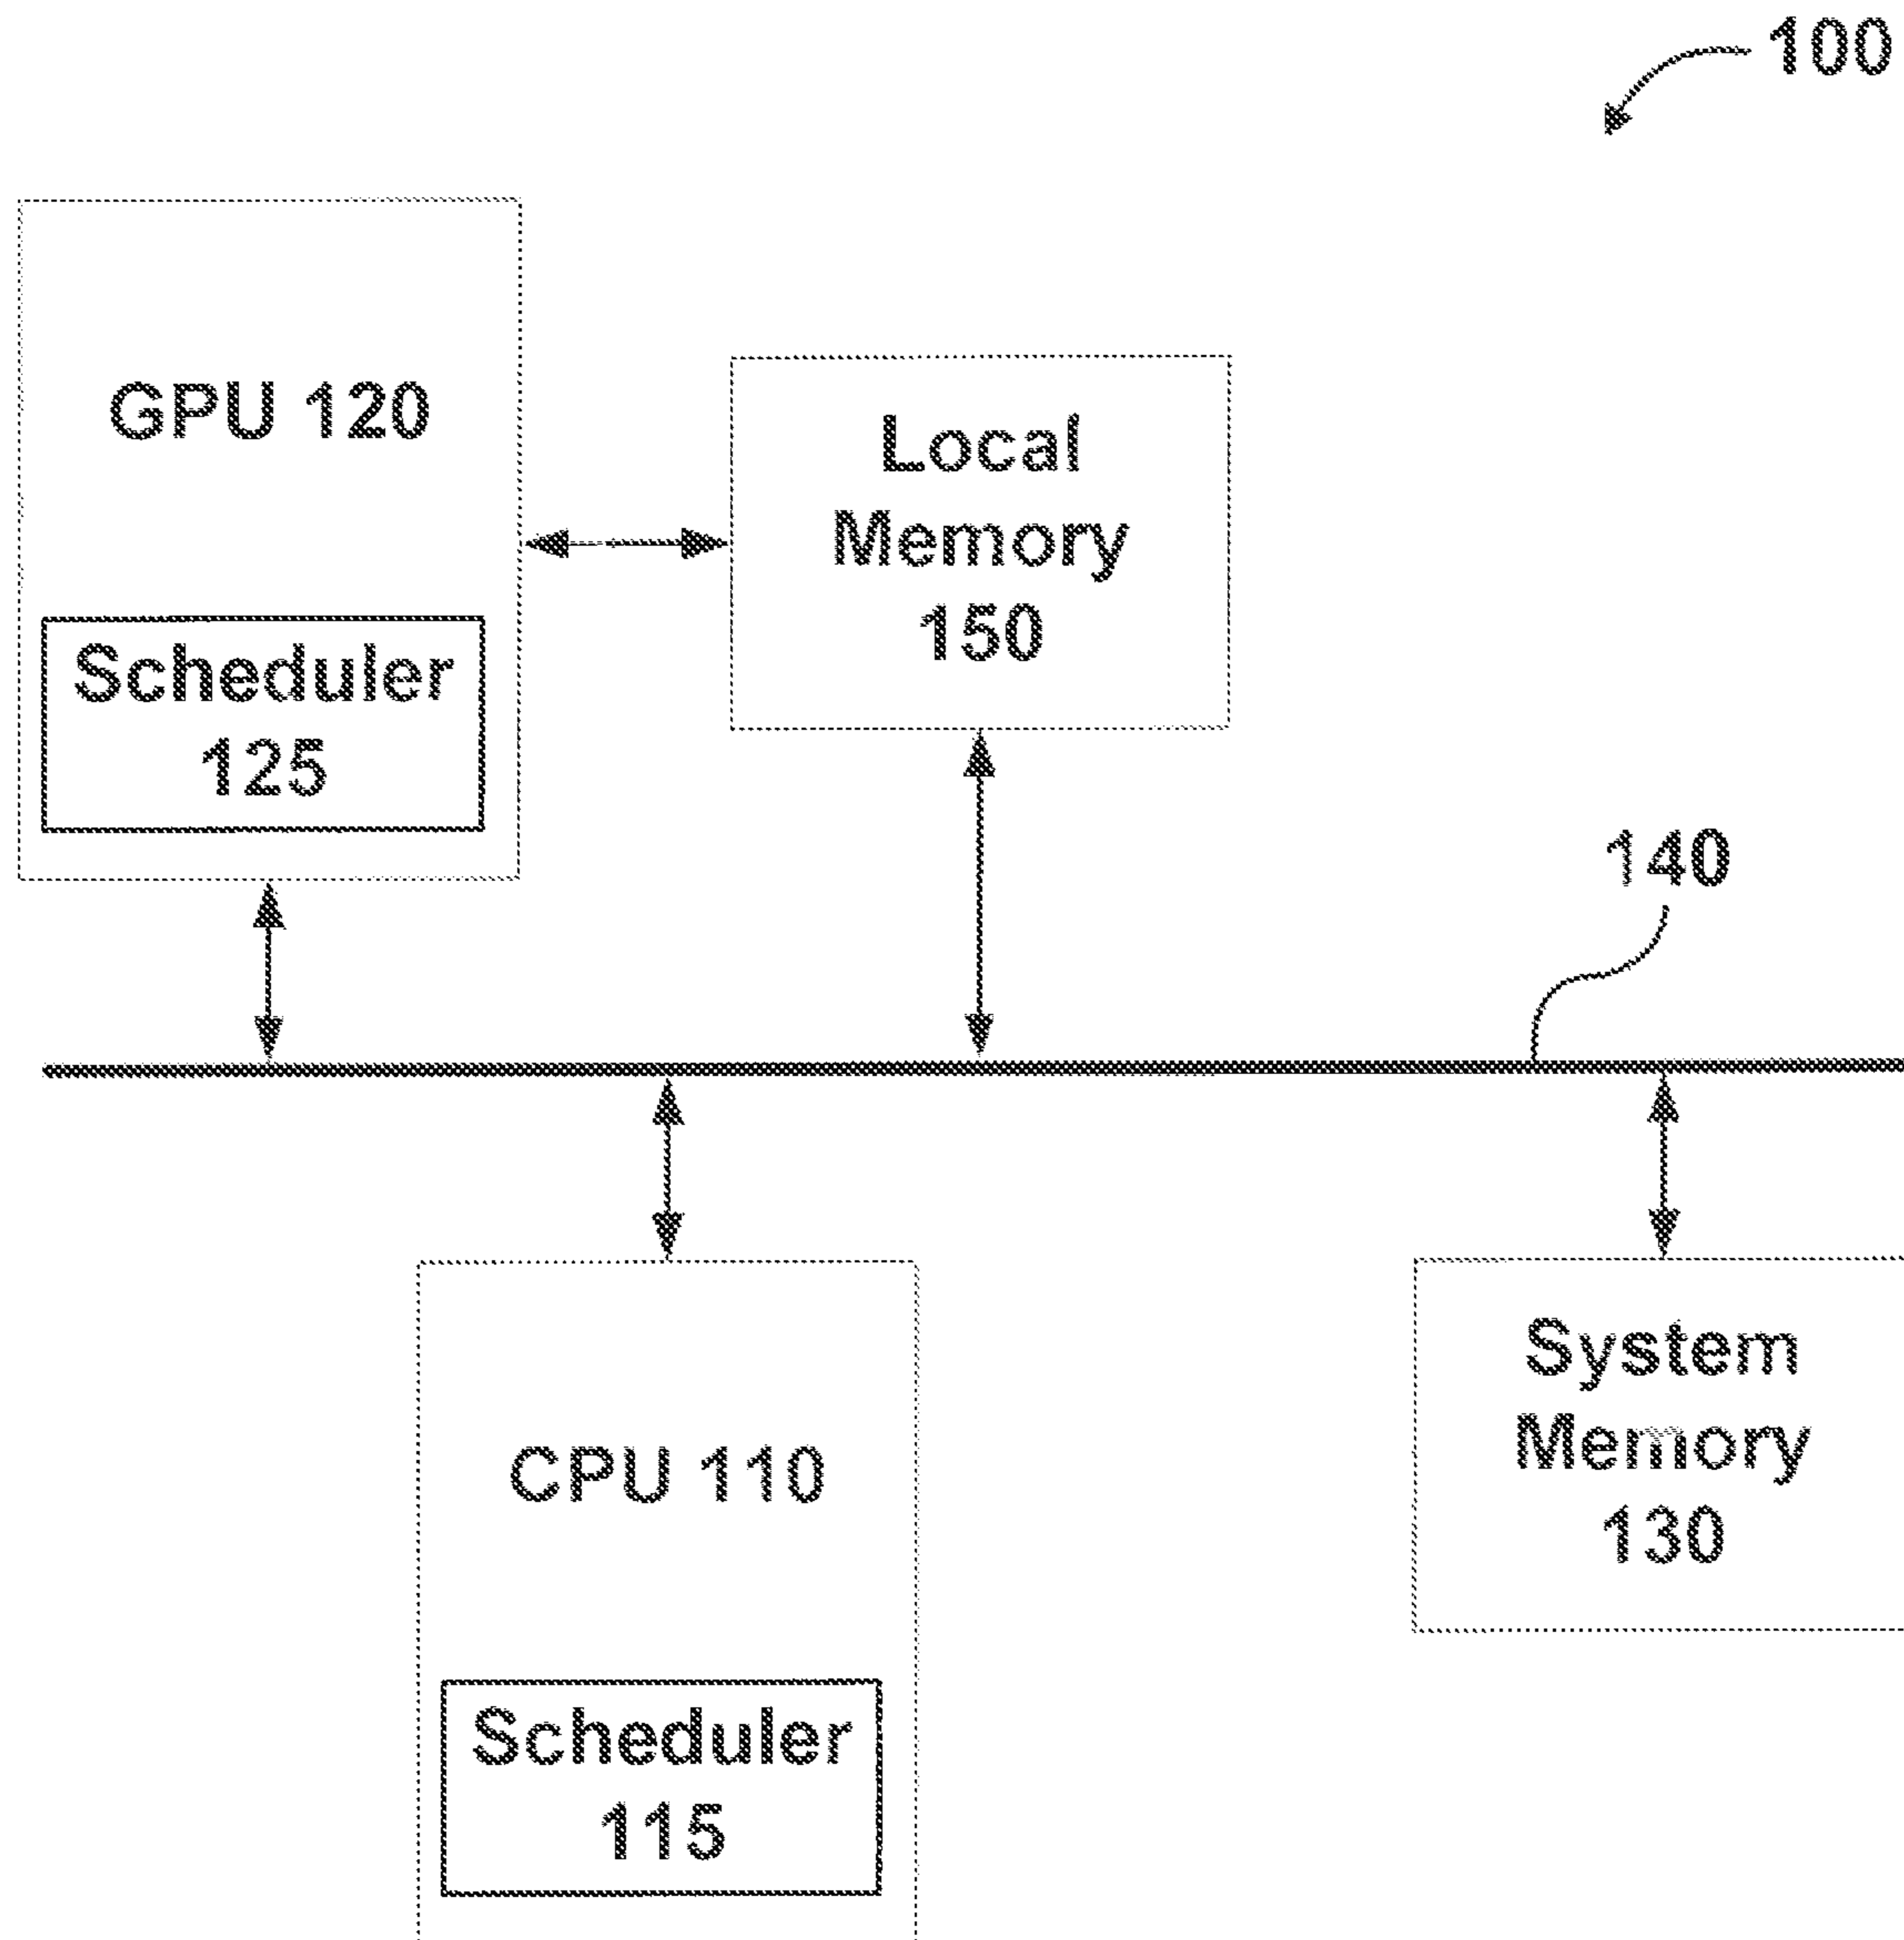 100
GPU 120
Local
Memory
150
Scheduler
125
140
System
Memory
130
CPU 110
Scheduler
115